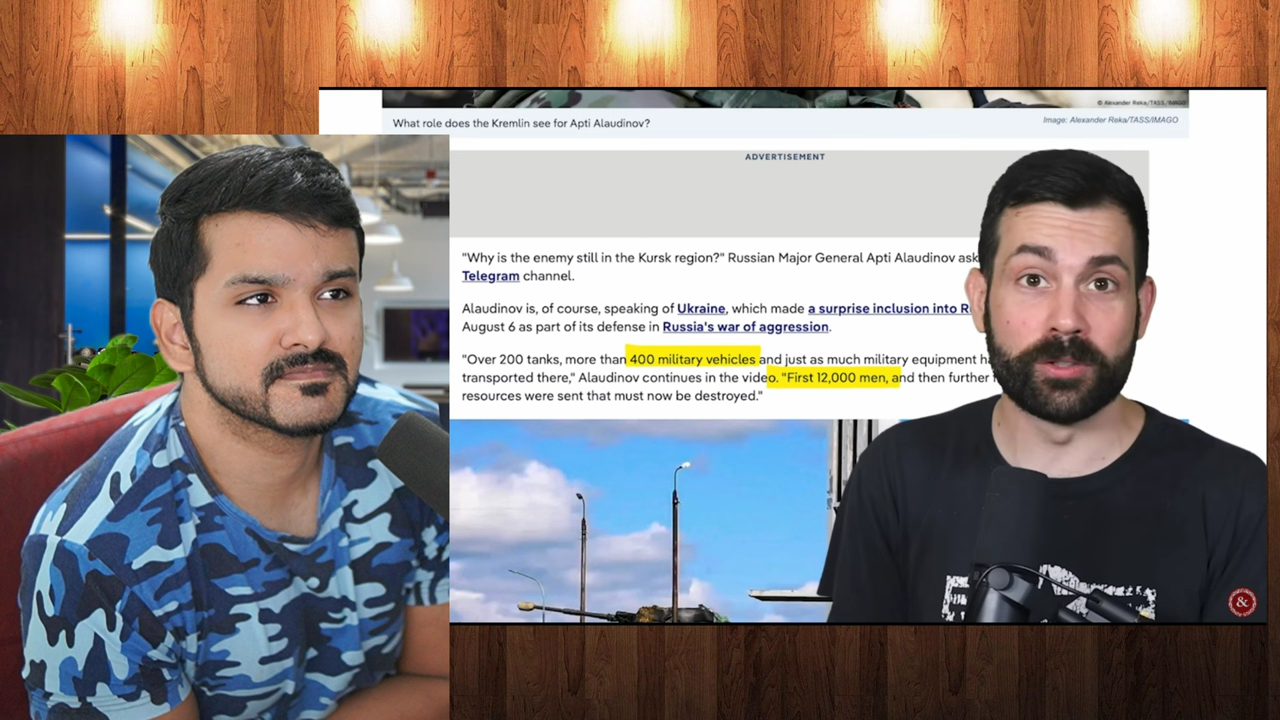 © Alexander Reka/TASS/IMAGO
What role does the Kremlin see for Apti Alaudinov?
Image: Alexander Reka/TASS/IMAGO
ADVERTISEMENT
"Why is the enemy still in the Kursk region?" Russian Major General Apti Alaudinov ask
Telegram channel.
Alaudinov is, of course, speaking of Ukraine, which made a surprise inclusion into R
August 6 as part of its defense in Russia's war of aggression.
"Over 200 tanks, more than 400 military vehicles and just as much military equipment h
transported there," Alaudinov continues in the video. "First 12,000 men, and then further
resources were sent that must now be destroyed."
&